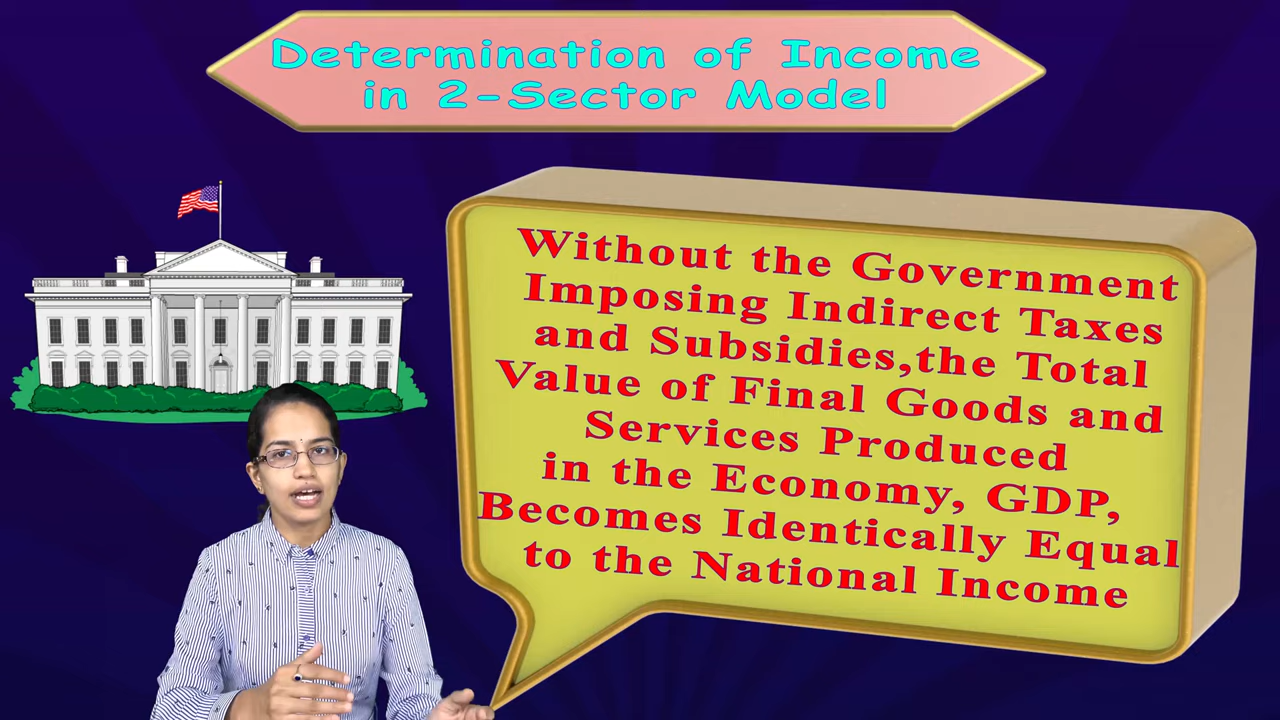 Determination of Income
in 2-Sector Model
Without the Government
Imposing Indirect Taxes
and Subsidies,the Total
Value of Final Goods and
Services Produced
in the Economy, GDP,
Becomes Identically Equal
to the National Income